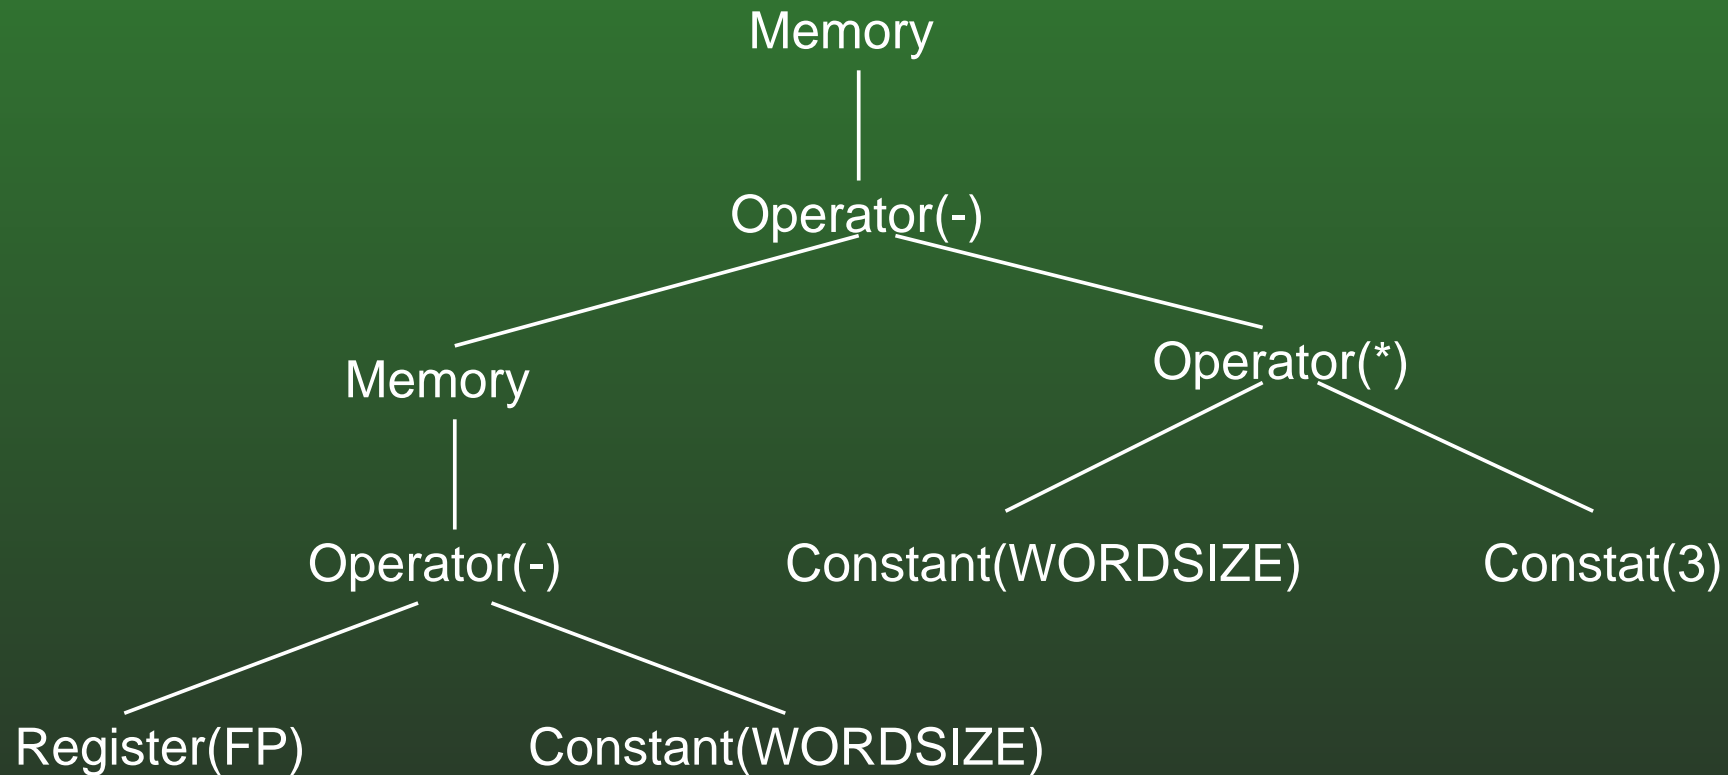 Memory
Operator(-)
Memory
Operator(*)
Operator(-)
Constant(WORDSIZE)
Constat(3)
Register(FP)
Constant(WORDSIZE)